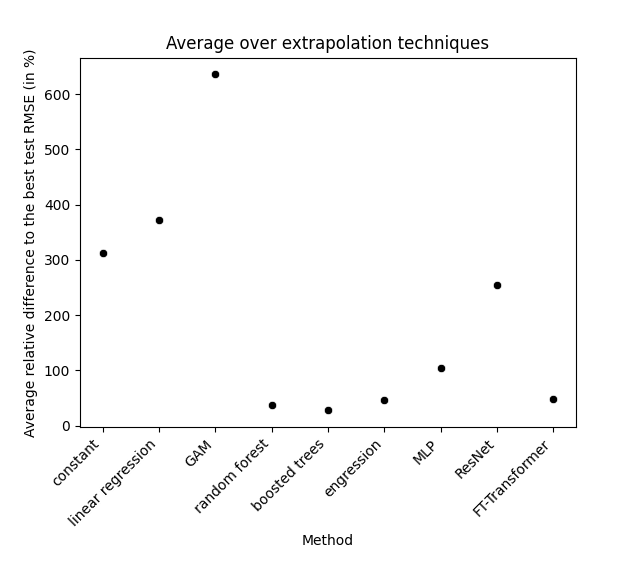 Average over extrapolation techniques
Average relative difference to the best test RMSE (in %)
600
500
400
300
200
100
0
constant
linear regression
GAM
random forest
boosted trees
engression
MLP
ResNet
FT-Transformer
Method